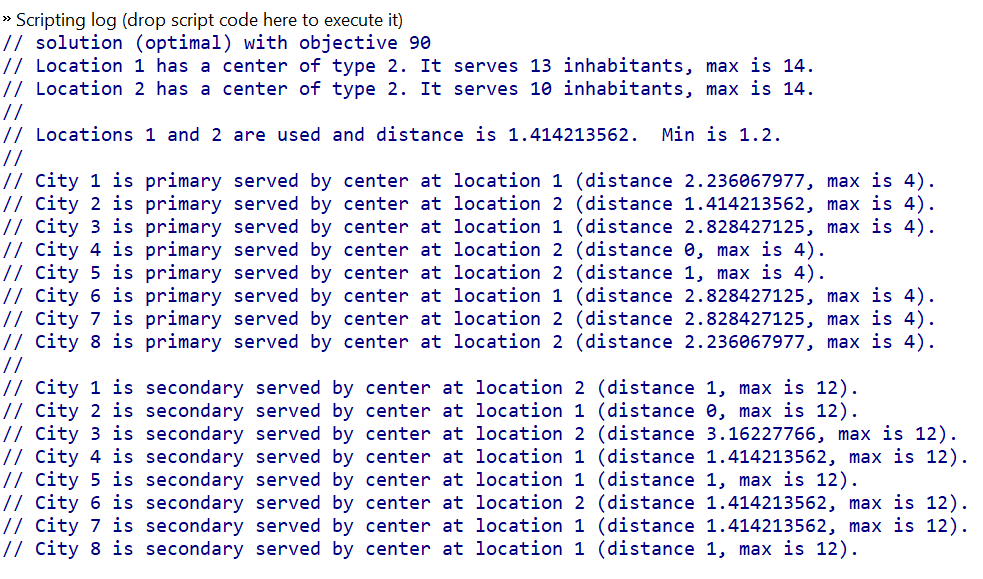 » Scripting log (drop script code here to execute it)
// solution (optimal) with objective 90
// Location 1 has a center of type 2. It serves 13 inhabitants, max is 14.
// Location 2 has a center of type 2. It serves 10 inhabitants, max is 14.
//
// Locations 1 and 2 are used and distance is 1.414213562.  Min is 1.2.
//
// City 1 is primary served by center at location 1 (distance 2.236067977, max is 4).
// City 2 is primary served by center at location 2 (distance 1.414213562, max is 4).
// City 3 is primary served by center at location 1 (distance 2.828427125, max is 4).
// City 4 is primary served by center at location 2 (distance 0, max is 4).
// City 5 is primary served by center at location 2 (distance 1, max is 4).
// City 6 is primary served by center at location 1 (distance 2.828427125, max is 4).
// City 7 is primary served by center at location 2 (distance 2.828427125, max is 4).
// City 8 is primary served by center at location 2 (distance 2.236067977, max is 4).
//
// City 1 is secondary served by center at location 2 (distance 1, max is 12).
// City 2 is secondary served by center at location 1 (distance 0, max is 12).
// City 3 is secondary served by center at location 2 (distance 3.16227766, max is 12).
// City 4 is secondary served by center at location 1 (distance 1.414213562, max is 12).
// City 5 is secondary served by center at location 1 (distance 1, max is 12).
// City 6 is secondary served by center at location 2 (distance 1.414213562, max is 12).
// City 7 is secondary served by center at location 1 (distance 1.414213562, max is 12).
// City 8 is secondary served by center at location 1 (distance 1, max is 12).